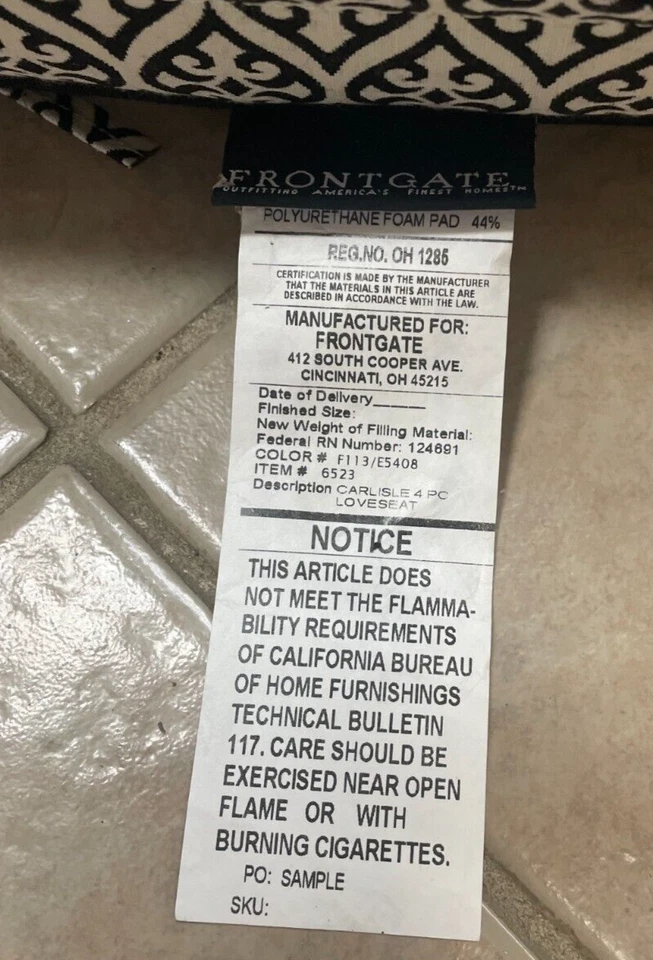 FRONTGATE
OUTFITTING AMERICA'S FINEST HOMES™
POLYURETHANE FOAM PAD 44%
REG.NO. OH 1285
CERTIFICATION IS MADE BY THE MANUFACTURER
THAT THE MATERIALS IN THIS ARTICLE ARE
DESCRIBED IN ACCORDANCE WITH THE LAW.
MANUFACTURED FOR:
FRONTGATE
412 SOUTH COOPER AVE.
CINCINNATI, OH 45215
Date of Delivery______
Finished Size:
New Weight of Filling Material:
Federal RN Number: 124691
COLOR # F113/E5408
ITEM # 6523
Description CARLISLE 4 PC
LOVESEAT
NOTICE
THIS ARTICLE DOES
NOT MEET THE FLAMMA-
BILITY REQUIREMENTS
OF CALIFORNIA BUREAU
OF HOME FURNISHINGS
TECHNICAL BULLETIN
117. CARE SHOULD BE
EXERCISED NEAR OPEN
FLAME OR WITH
BURNING CIGARETTES.
PO: SAMPLE
SKU: